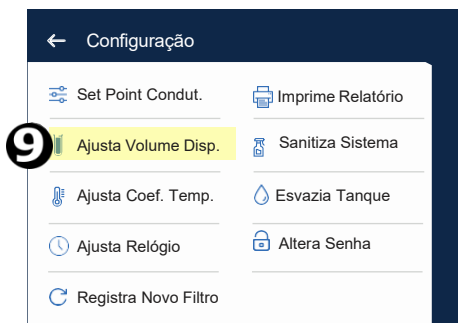 Configuração
Set Point Condut.
Imprime Relatório
9
Ajusta Volume Disp.
Sanitiza Sistema
Ajusta Coef. Temp.
Esvazia Tanque
Ajusta Relógio
Altera Senha
Registra Novo Filtro